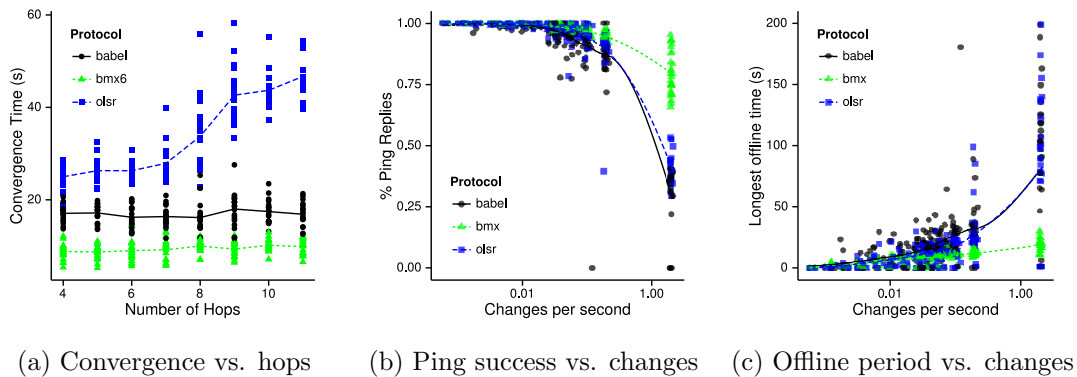 60
40
20
4
6
8
10
Convergence Time (s)
Number of Hops
Protocol
babel
bmx6
olsr
(a) Convergence vs. hops
1.00
0.75
0.50
0.25
0.00
0.01
1.00
% Ping Replies
Changes per second
Protocol
babel
bmx
olsr
(b) Ping success vs. changes
200
150
100
50
0
0.01
1.00
Longest offline time (s)
Changes per second
Protocol
babel
bmx
olsr
(c) Offline period vs. changes